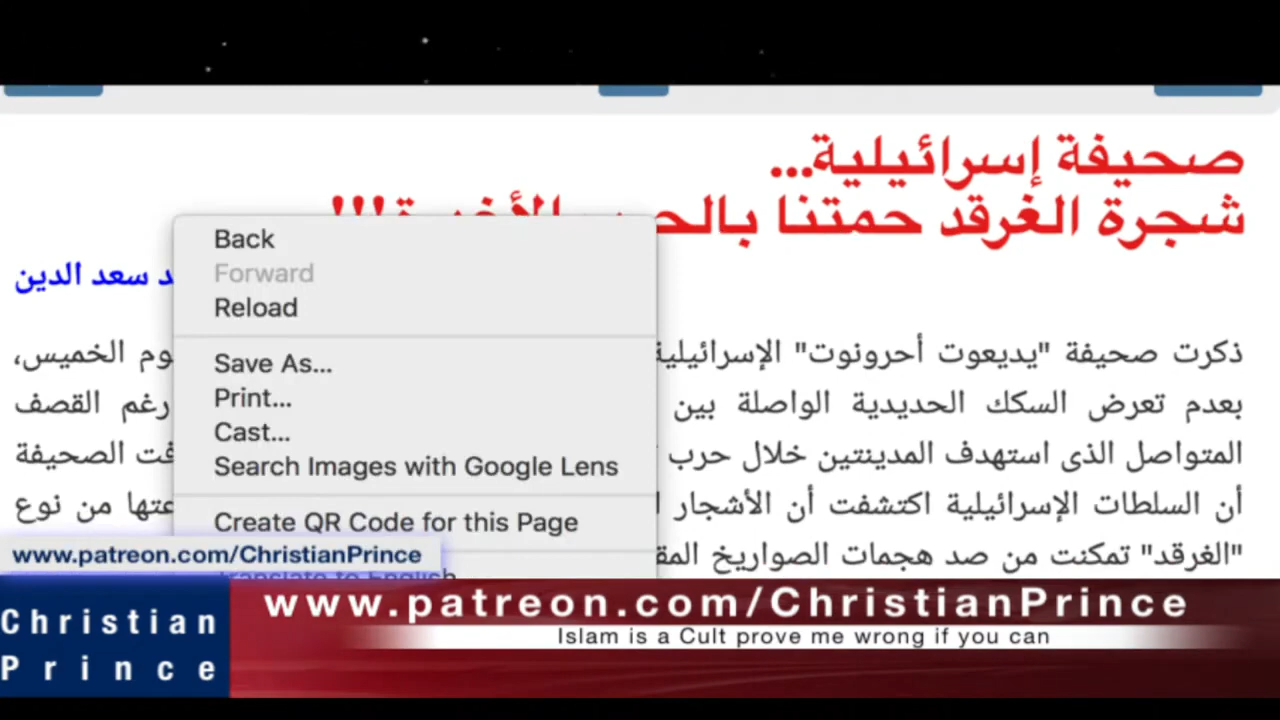 صحيفة إسرائيلية...
شجرة الغرقد حمتنا
سعد الدين
ذكرت صحيفة "يديعوت أحرونوت" الإسرائيلية
الخميس،
بعدم تعرض السكك الحديدية الواصلة بين
رغم القصف
المتواصل الذى استهدف المدينتين خلال حرب
الصحيفة
أن السلطات الإسرائيلية اكتشفت أن الأشجار
من نوع
"الغرقد" تمكنت من صد هجمات الصواريخ
Back
Forward
Reload
Save As...
Print...
Cast...
Search Images with Google Lens
Create QR Code for this Page
Translate to English
www.patreon.com/ChristianPrince
Christian
Prince
www.patreon.com/ChristianPrince
Islam is a Cult prove me wrong if you can